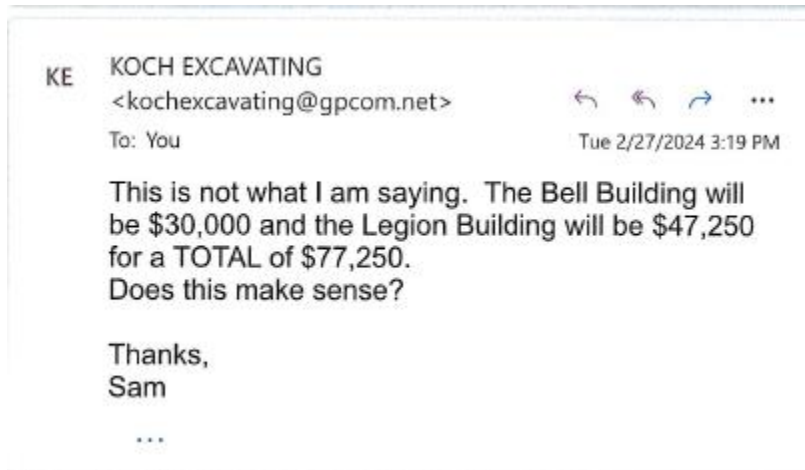 KE
KOCH EXCAVATING
<kochexcavating@gpcom.net>
To: You
Tue 2/27/2024 3:19 PM
This is not what I am saying.  The Bell Building will
be $30,000 and the Legion Building will be $47,250
for a TOTAL of $77,250.
Does this make sense?
Thanks,
Sam
...